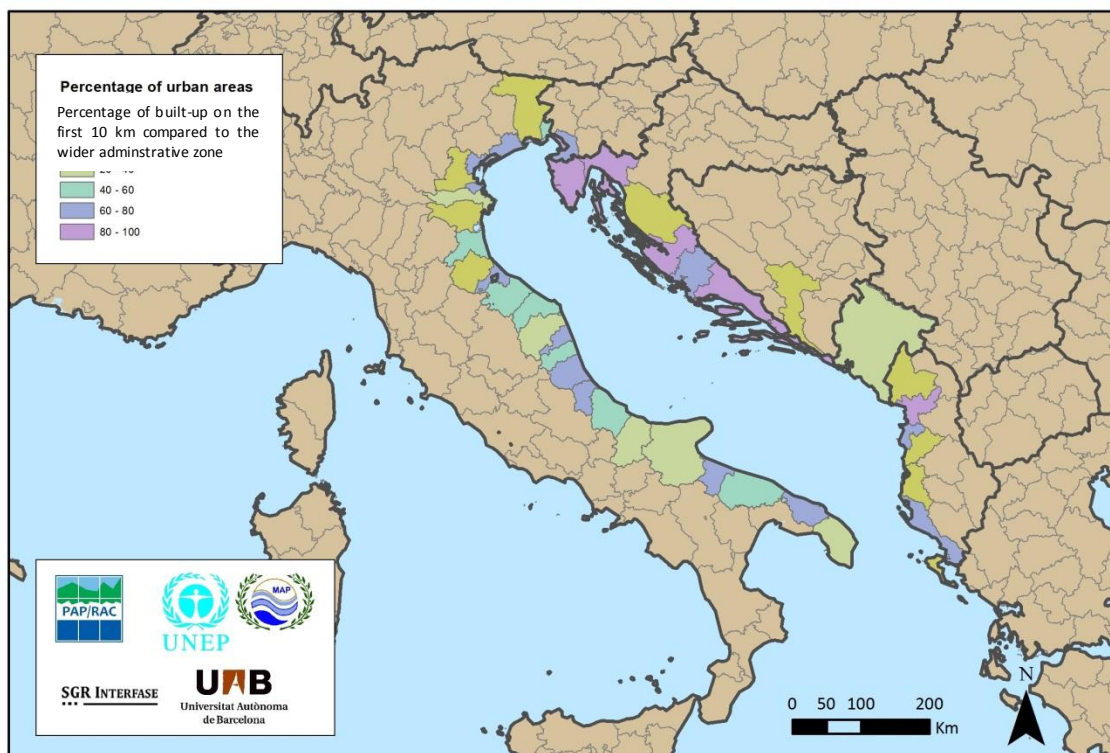 Percentage of urban areas
Percentage of built-up on the
first 10 km compared to the
wider adminstrative zone
40 - 60
60 - 80
80 - 100
PAP/RAC
UNEP
MAP
SGR INTERFASE
UAB
Universitat Autònoma
de Barcelona
0 50 100 200
Km
N